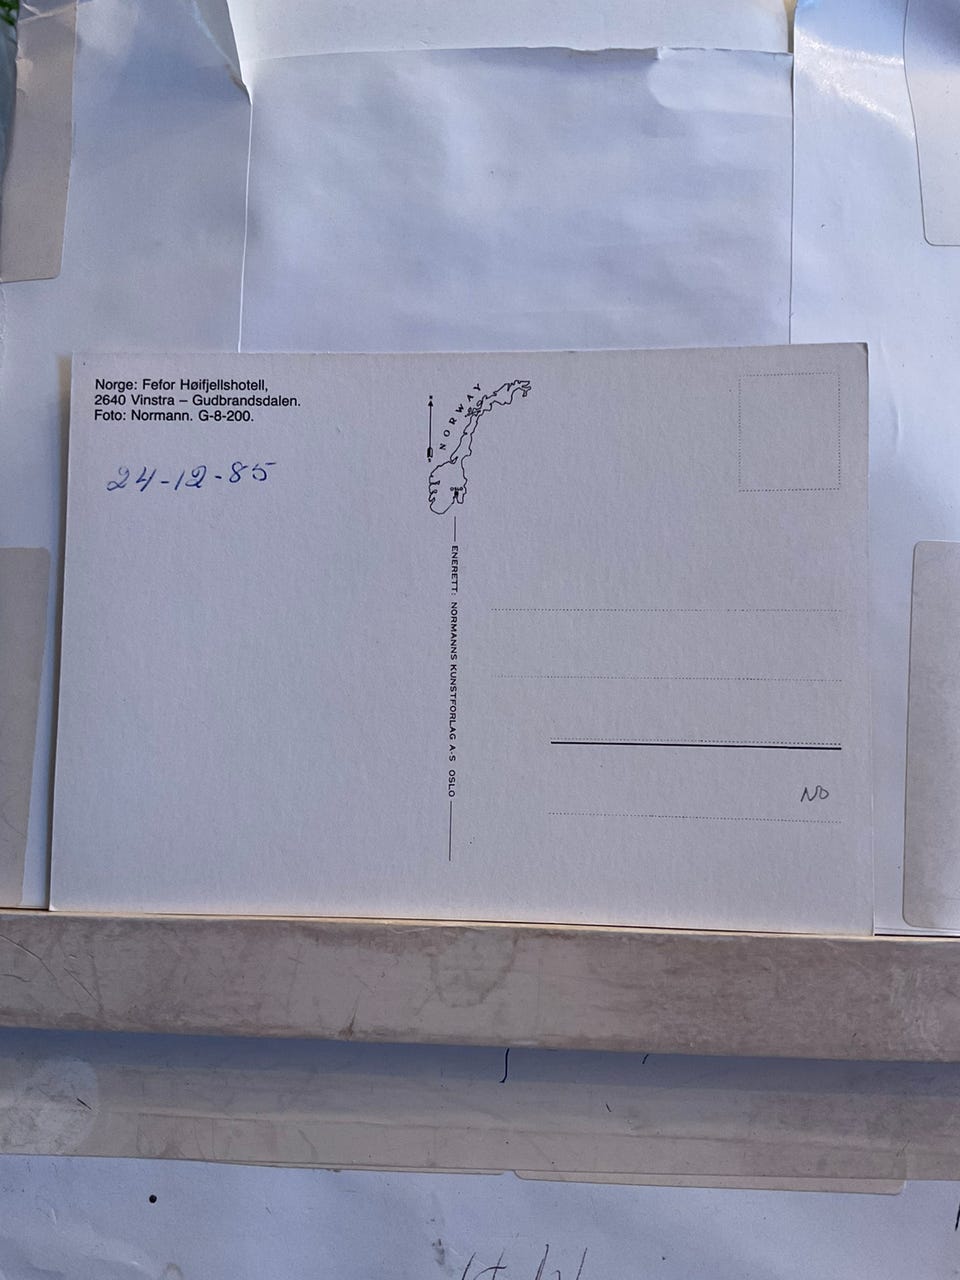 Norge: Fefor Høifjellshotell,
2640 Vinstra – Gudbrandsdalen.
Foto: Normann. G-8-200.
24-12-85
NORWAY
OSLO
ENERETT: NORMANNS KUNSTFORLAG A-S OSLO
NO